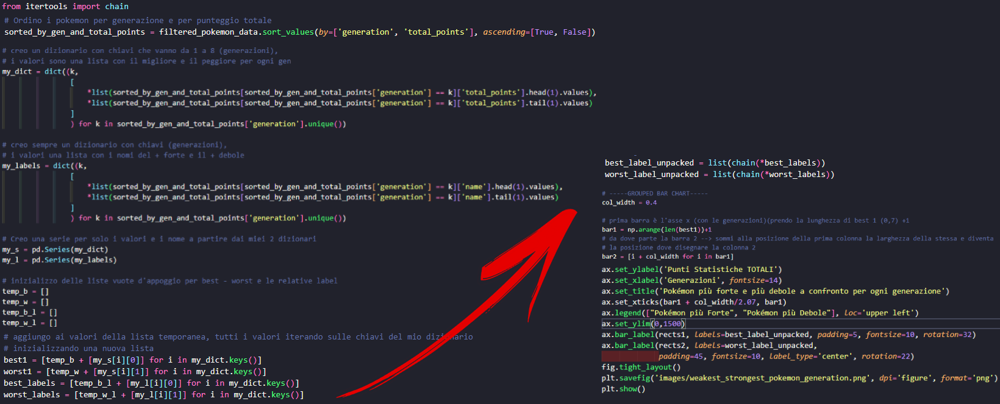 from itertools import chain
# Ordino i pokemon per generazione e per punteggio totale
sorted_by_gen_and_total_points = filtered_pokemon_data.sort_values(by=['generation', 'total_points'], ascending=[True, False])
# creo un dizionario con chiavi che vanno da 1 a 8 (generazioni),
# i valori sono una lista con il migliore e il peggiore per ogni gen
my_dict = dict((k,
[
*list(sorted_by_gen_and_total_points[sorted_by_gen_and_total_points['generation'] == k]['total_points'].head(1).values),
*list(sorted_by_gen_and_total_points[sorted_by_gen_and_total_points['generation'] == k]['total_points'].tail(1).values)
]
) for k in sorted_by_gen_and_total_points['generation'].unique())
# creo sempre un dizionario con chiavi (generazioni),
# i valori una lista con i nomi del + forte e il + debole
my_labels = dict((k,
[
*list(sorted_by_gen_and_total_points[sorted_by_gen_and_total_points['generation'] == k]['name'].head(1).values),
*list(sorted_by_gen_and_total_points[sorted_by_gen_and_total_points['generation'] == k]['name'].tail(1).values)
]
) for k in sorted_by_gen_and_total_points['generation'].unique())
# Creo una serie per solo i valori e i nome a partire dai miei 2 dizionari
my_s = pd.Series(my_dict)
my_l = pd.Series(my_labels)
# inizializzo delle liste vuote d'appoggio per best - worst e le relative label
temp_b = []
temp_w = []
temp_b_l = []
temp_w_l = []
# aggiungo ai valori della lista temporanea, tutti i valori iterando sulle chiavi del mio dizionario
# inizializzando una nuova lista
best1 = [temp_b + [my_s[i][0]] for i in my_dict.keys()]
worst1 = [temp_w + [my_s[i][1]] for i in my_dict.keys()]
best_labels = [temp_b_l + [my_l[i][0]] for i in my_dict.keys()]
worst_labels = [temp_w_l + [my_l[i][1]] for i in my_dict.keys()]
best_label_unpacked = list(chain(*best_labels))
worst_label_unpacked = list(chain(*worst_labels))
# -----GROUPED BAR CHART-----
col_width = 0.4
# prima barra è l'asse x (con le generazioni)(prendo la lunghezza di best 1 (0,7) +1
bar1 = np.arange(len(best1))+1
# da dove parte la barra 2 --> sommi alla posizione della prima colonna la larghezza della stessa e diventa
# la posizione dove disegnare la colonna 2
bar2 = [i + col_width for i in bar1]
ax.set_ylabel('Punti Statistiche TOTALI')
ax.set_xlabel('Generazioni', fontsize=14)
ax.set_title('Pokémon più forte e più debole a confronto per ogni generazione')
ax.set_xticks(bar1 + col_width/2.07, bar1)
ax.legend(["Pokémon più Forte", "Pokémon più Debole"], loc='upper left')
ax.set_ylim(0,1500)
ax.bar_label(rects1, labels=best_label_unpacked, padding=5, fontsize=10, rotation=32)
ax.bar_label(rects2, labels=worst_label_unpacked,
padding=45, fontsize=10, label_type='center', rotation=22)
fig.tight_layout()
plt.savefig('images/weakest_strongest_pokemon_generation.png', dpi='figure', format='png')
plt.show()